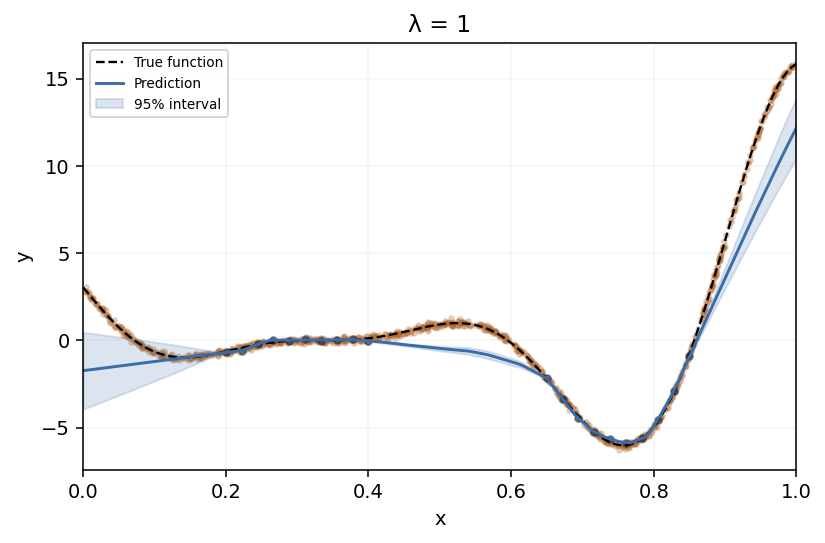 λ = 1
True function
Prediction
95% interval
y
15
10
5
0
−5
0.0 0.2 0.4 0.6 0.8 1.0
x